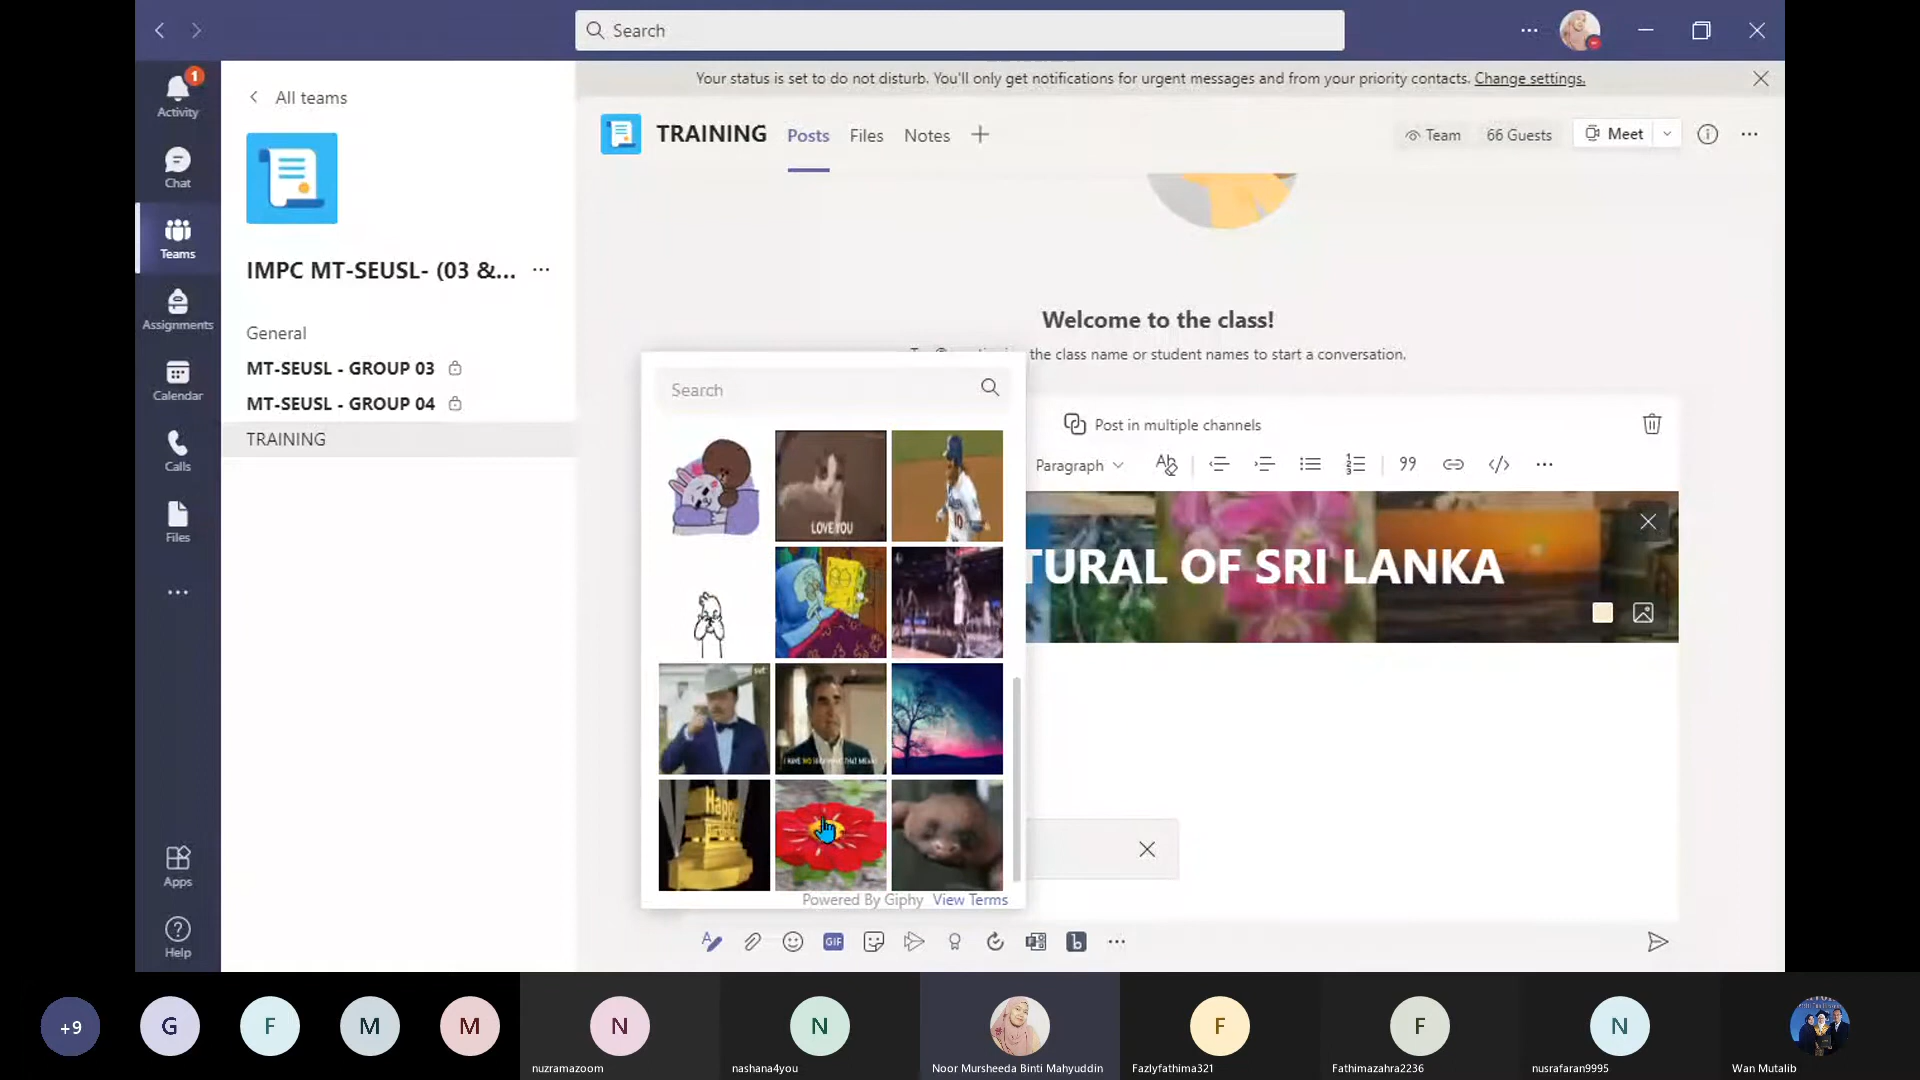 Search
Your status is set to do not disturb. You'll only get notifications for urgent messages and from your priority contacts. Change settings.
1
Activity
Chat
Teams
Assignments
Calendar
Calls
Files
Apps
Help
All teams
IMPC MT-SEUSL- (03 &...
General
MT-SEUSL - GROUP 03
MT-SEUSL - GROUP 04
TRAINING
TRAINING
Posts
Files
Notes
Team
66 Guests
Meet
Welcome to the class!
the class name or student names to start a conversation.
Search
LOVE YOU
10
Happy
Powered By Giphy
View Terms
Post in multiple channels
Paragraph
TURAL OF SRI LANKA
GIF
+9
G
F
M
M
N
nuzramazoom
N
nashana4you
Noor Mursheeda Binti Mahyuddin
F
Fazlyfathima321
F
Fathimazahra2236
N
nusrafaran9995
Wan Mutalib